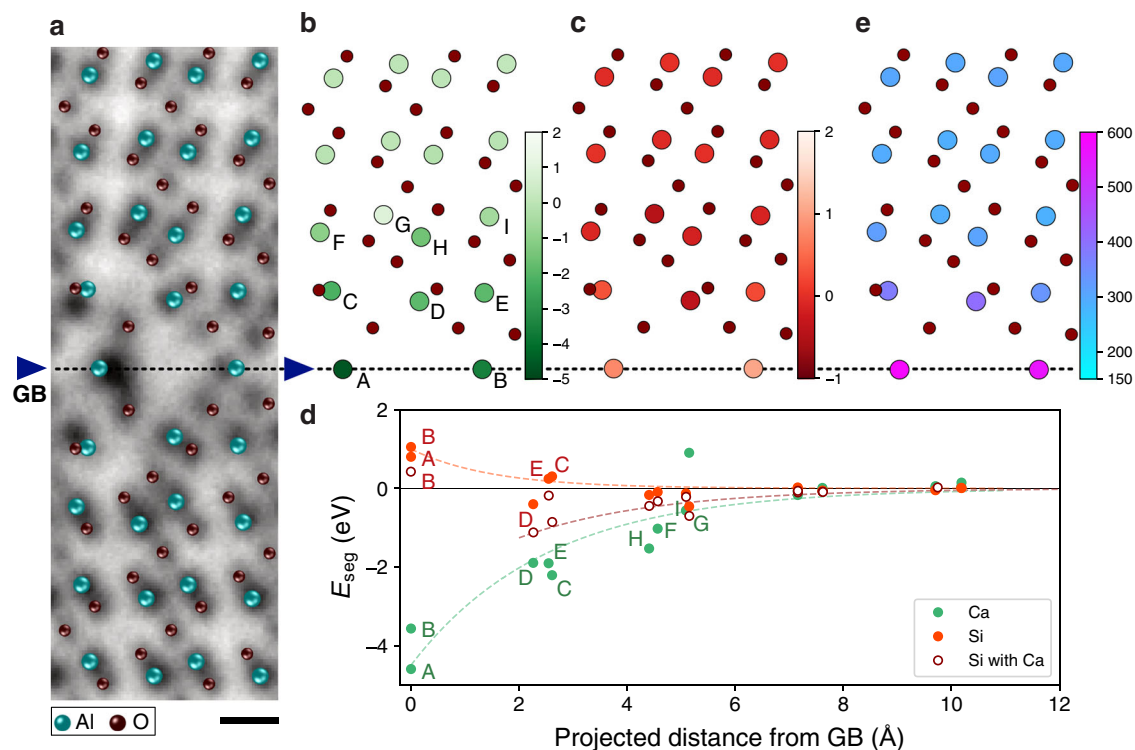 a
b
c
e
2
1
0
−1
−2
−3
−4
−5
2
1
0
−1
600
500
400
300
200
150
F
G
H
I
C
D
E
A
B
GB
Al
O
d
2
0
−2
−4
0
2
4
6
8
10
12
E_seg (eV)
Projected distance from GB (Å)
B
A
B
E
C
D
D
E
C
H
F
I
G
B
A
Ca
Si
Si with Ca